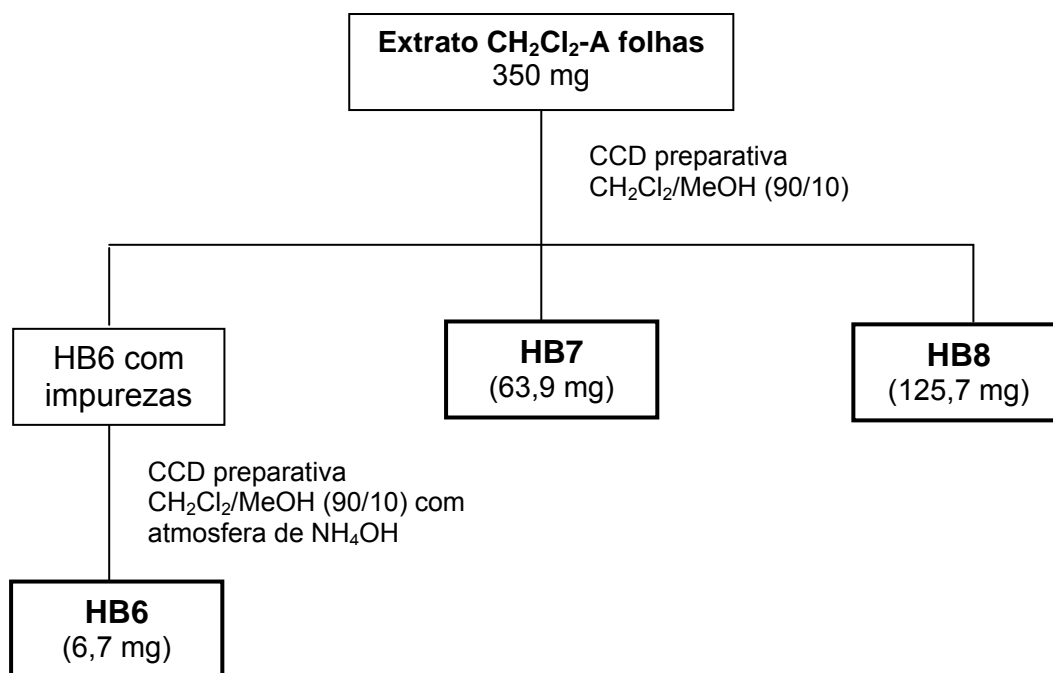 Extrato CH₂Cl₂-A folhas
350 mg
CCD preparativa
CH₂Cl₂/MeOH (90/10)
HB6 com
impurezas
HB7
(63,9 mg)
HB8
(125,7 mg)
CCD preparativa
CH₂Cl₂/MeOH (90/10) com
atmosfera de NH₄OH
HB6
(6,7 mg)